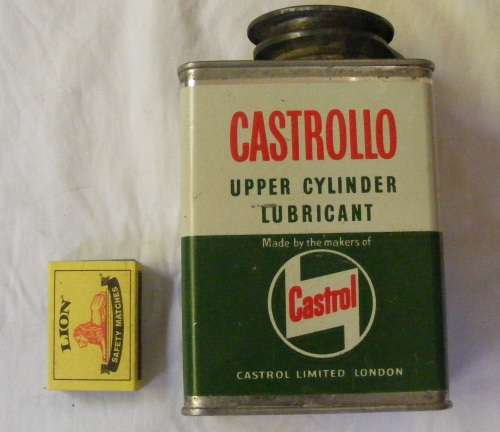 CASTROLLO
UPPER CYLINDER
LUBRICANT
Made by the makers of
Castrol
CASTROL LIMITED LONDON
LION
SAFETY MATCHES